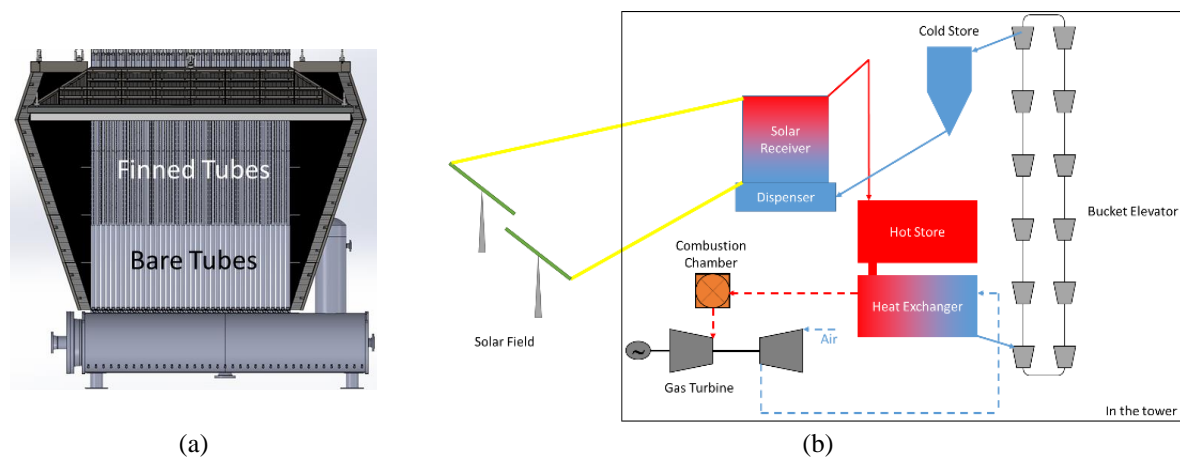 Finned Tubes
Bare Tubes
(a)
Cold Store
Solar
Receiver
Dispenser
Bucket Elevator
Hot Store
Combustion
Chamber
Heat Exchanger
Solar Field
Air
~
Gas Turbine
In the tower
(b)